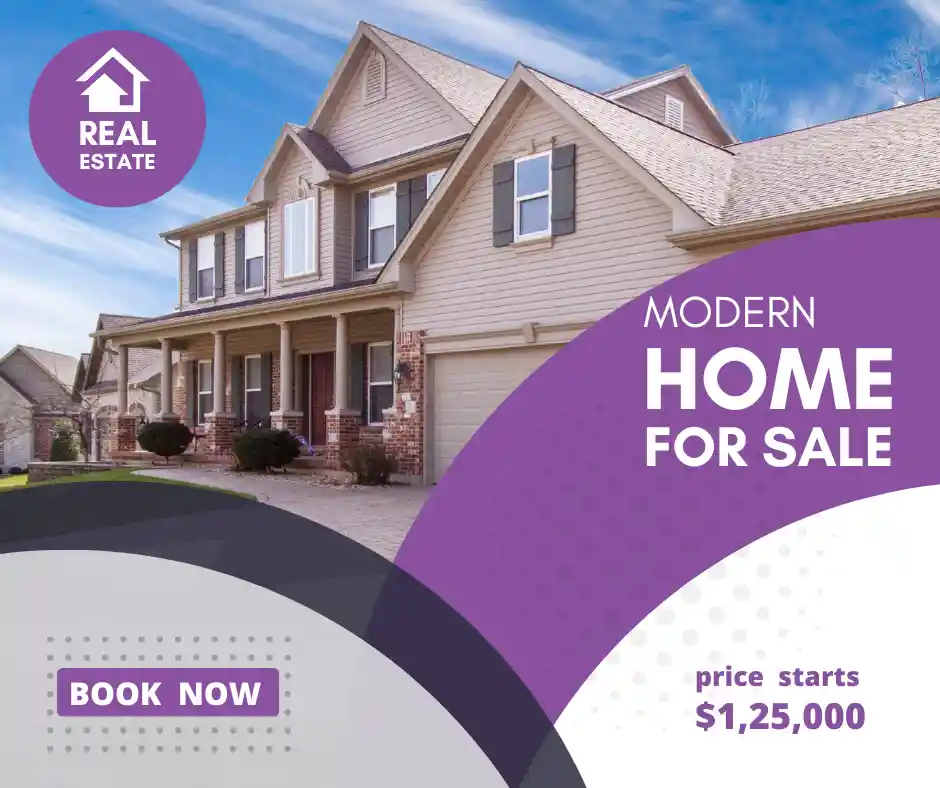 REAL
ESTATE
MODERN
HOME
FOR SALE
BOOK NOW
price starts
$1,25,000